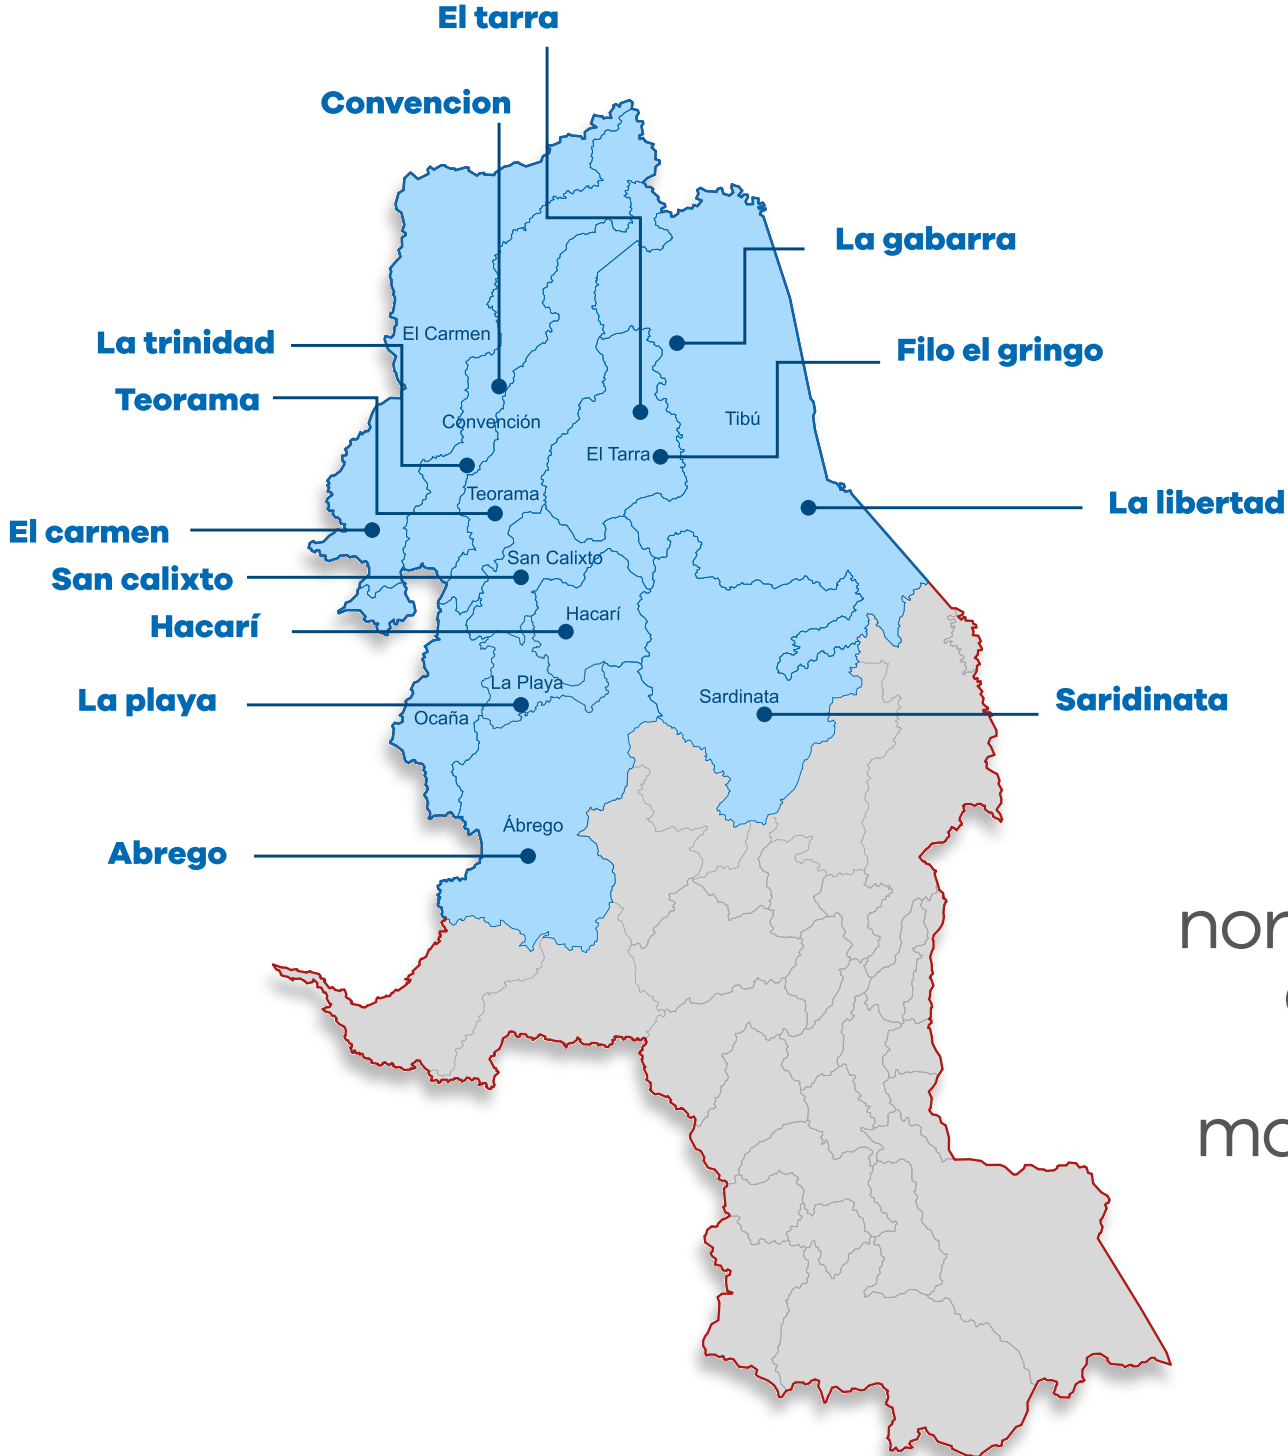 El tarra
Convencion
La gabarra
El Carmen
La trinidad
Filo el gringo
Teorama
Tibú
Convención
El Tarra
Teorama
La libertad
El carmen
San Calixto
San calixto
Hacarí
Hacarí
La Playa
Sardinata
La playa
Saridinata
Ocaña
Ábrego
Abrego
nor
mo